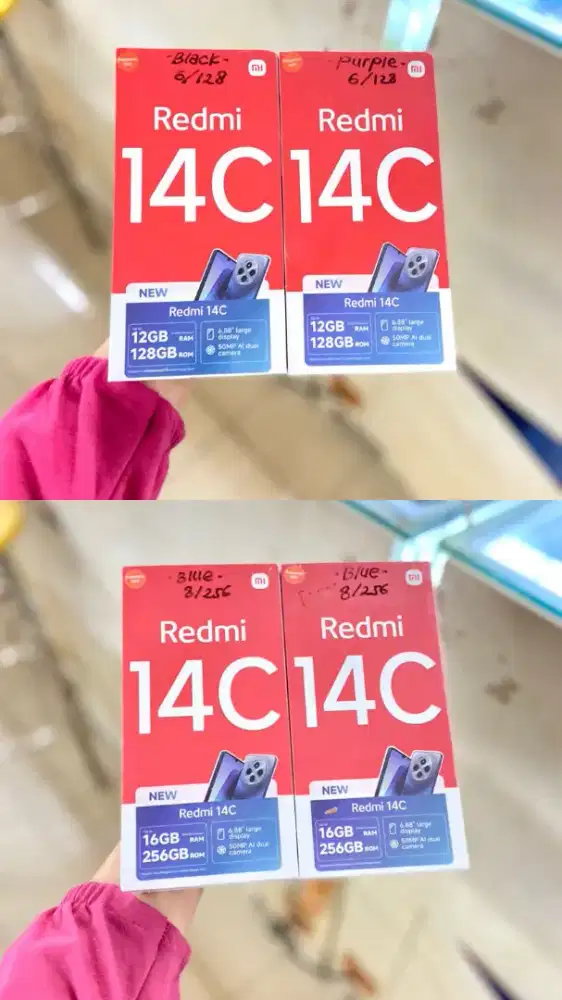 -Black-
6/128
mi
Redmi
14C
NEW
Redmi 14C
12GB RAM
128GB ROM
6.88" large display
50MP AI dual camera
-Purple-
6/128
mi
Redmi
14C
NEW
Redmi 14C
12GB RAM
128GB ROM
6.88" large display
50MP AI dual camera
-Blue-
8/256
mi
Redmi
14C
NEW
Redmi 14C
16GB RAM
256GB ROM
6.88" large display
50MP AI dual camera
-Blue-
8/256
mi
Redmi
14C
NEW
Redmi 14C
16GB RAM
256GB ROM
6.88" large display
50MP AI dual camera